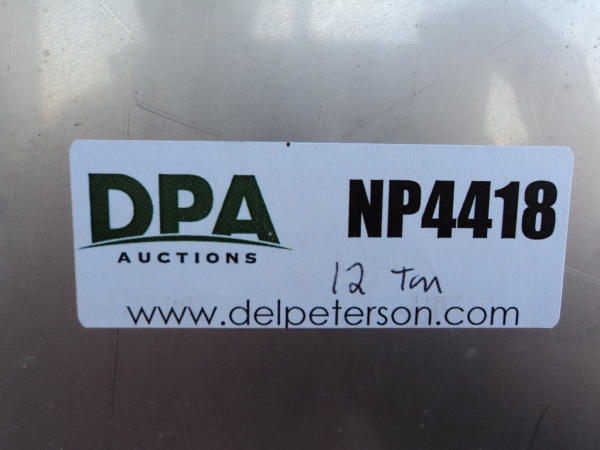 DPA NP4418
AUCTIONS
12 Ton
www.delpeterson.com